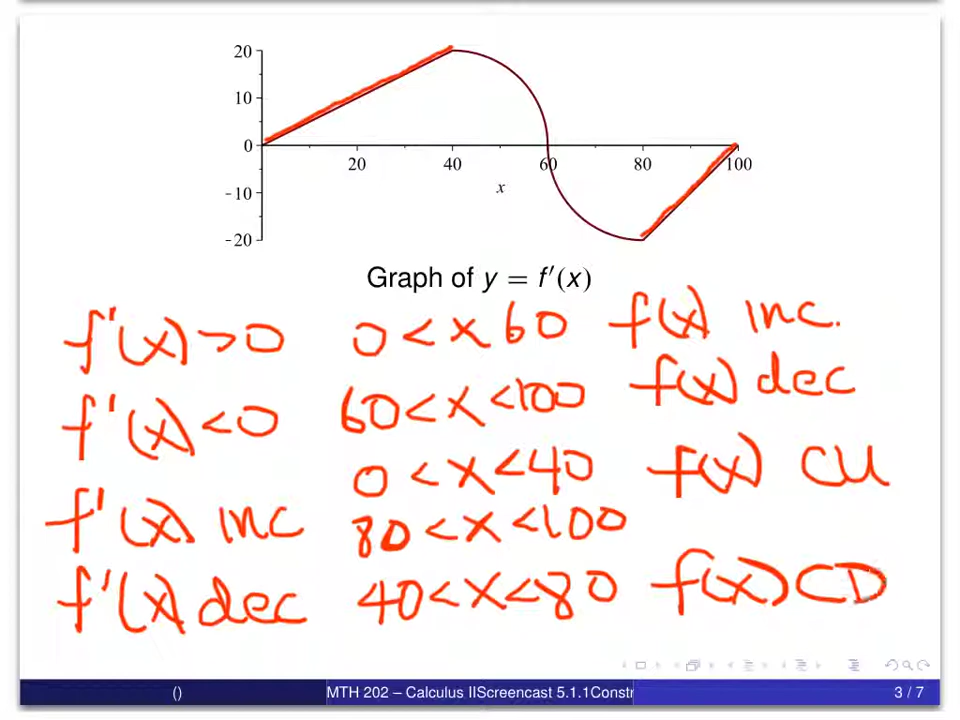 20
10
0
-10
-20
20 40 60 80 100
x
Graph of y = f′(x)
f'(x)>0 0<x60 f(x) inc.
f'(x)<0 60<x<100 f(x) dec
0<x<40 f(x) CU
f'(x) inc 80<x<100
f'(x) dec 40<x<80 f(x) CD
() MTH 202 – Calculus IIScreencast 5.1.1Constr 3 / 7